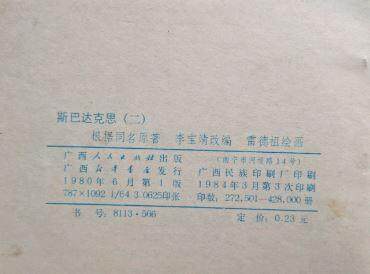 斯巴达克思(二)
根据同名原著 李宝靖改编 雷德祖绘画
广西人民出版社出版 (南宁市河堤路14号)
广西新华书店发行 广西民族印刷厂印刷
1980年6月第1版 1984年3月第3次印刷
787×1092 1/64 3.0625印张 印数:272,501—428,000册
书号:8113·506 定价:0.23元